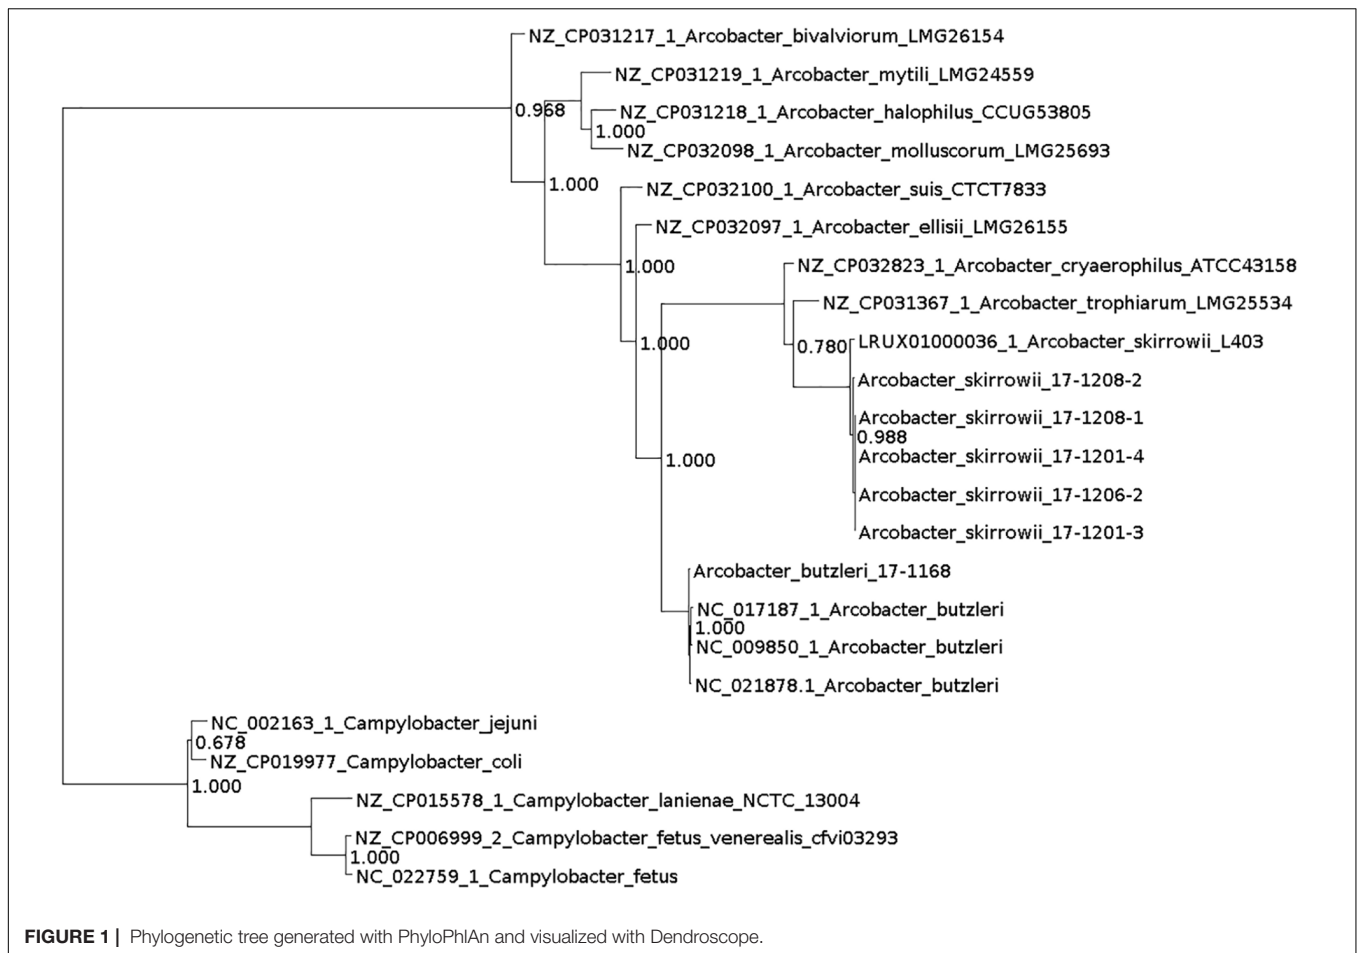 NZ_CP031217_1_Arcobacter_bivalviorum_LMG26154
NZ_CP031219_1_Arcobacter_mytili_LMG24559
0.968
NZ_CP031218_1_Arcobacter_halophilus_CCUG53805
1.000
NZ_CP032098_1_Arcobacter_molluscorum_LMG25693
1.000
NZ_CP032100_1_Arcobacter_suis_CTCT7833
NZ_CP032097_1_Arcobacter_ellisii_LMG26155
1.000
NZ_CP032823_1_Arcobacter_cryaerophilus_ATCC43158
NZ_CP031367_1_Arcobacter_trophiarum_LMG25534
1.000
0.780
LRUX01000036_1_Arcobacter_skirrowii_L403
Arcobacter_skirrowii_17-1208-2
Arcobacter_skirrowii_17-1208-1
0.988
Arcobacter_skirrowii_17-1201-4
1.000
Arcobacter_skirrowii_17-1206-2
Arcobacter_skirrowii_17-1201-3
Arcobacter_butzleri_17-1168
NC_017187_1_Arcobacter_butzleri
1.000
NC_009850_1_Arcobacter_butzleri
NC_021878.1_Arcobacter_butzleri
NC_002163_1_Campylobacter_jejuni
0.678
NZ_CP019977_Campylobacter_coli
1.000
NZ_CP015578_1_Campylobacter_lanienae_NCTC_13004
NZ_CP006999_2_Campylobacter_fetus_venerealis_cfvi03293
1.000
NC_022759_1_Campylobacter_fetus
FIGURE 1 | Phylogenetic tree generated with PhyloPhlAn and visualized with Dendroscope.